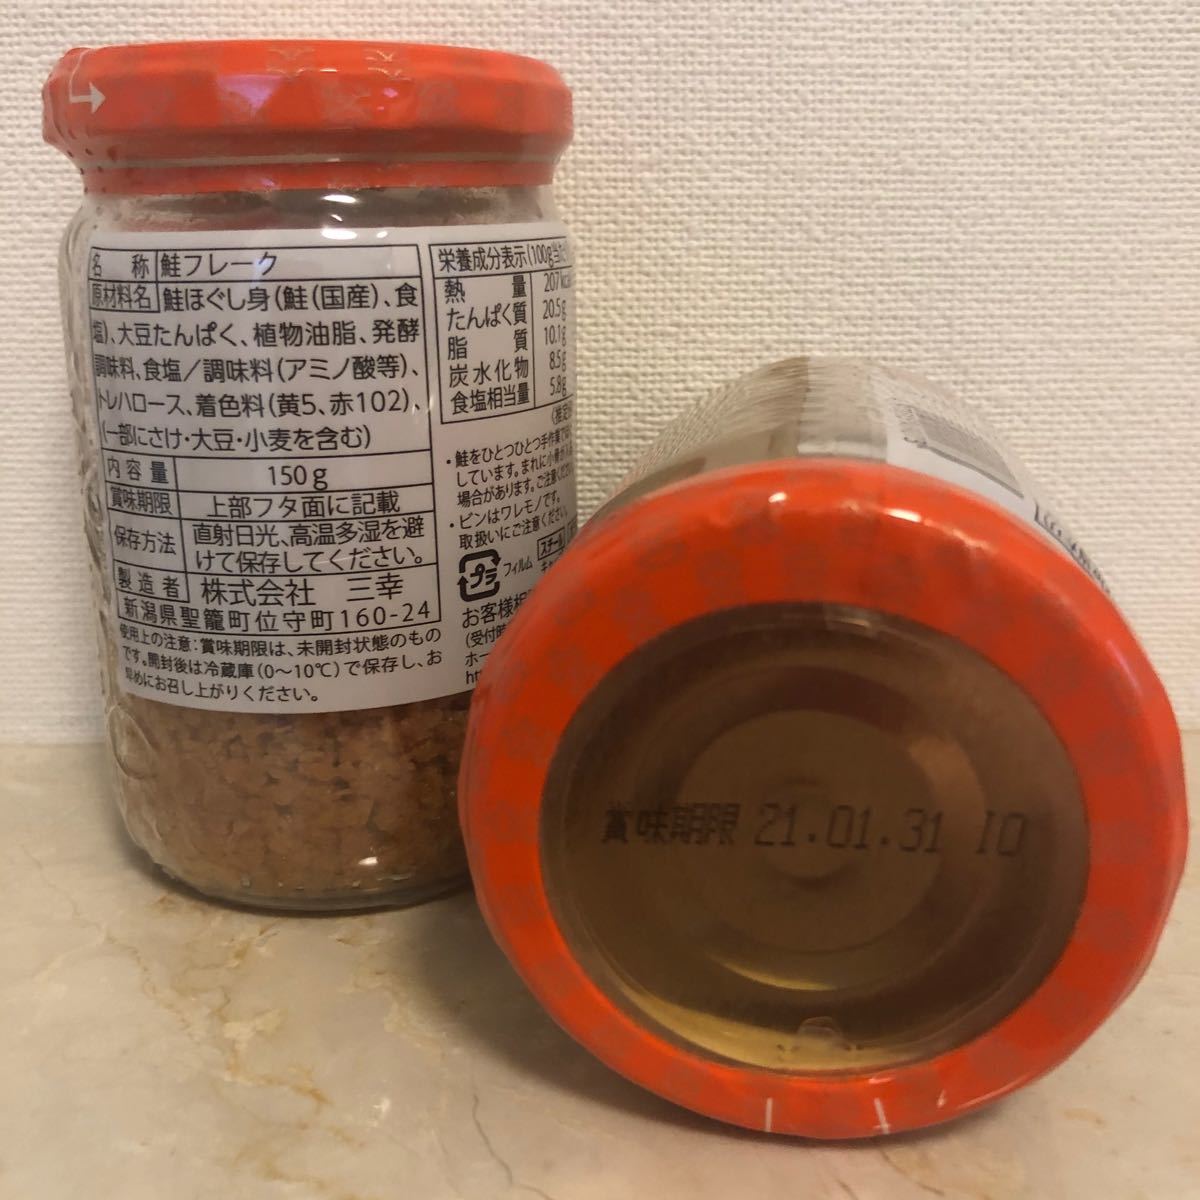 名 称 鮭フレーク
原材料名 鮭ほぐし身(鮭(国産)、食
塩)、大豆たんぱく、植物油脂、発酵
調味料、食塩/調味料(アミノ酸等)、
トレハロース、着色料(黄5、赤102)、
(一部にさけ・大豆・小麦を含む)
内容量 150g
賞味期限 上部フタ面に記載
保存方法 直射日光、高温多湿を避
けて保存してください。
製造者 株式会社 三幸
新潟県聖籠町位守町160-24
使用上の注意:賞味期限は、未開封状態のもの
です。開封後は冷蔵庫(0〜10℃)で保存し、お
早めにお召し上がりください。
栄養成分表示(100g当た
熱 量 207kcal
たんぱく質 20.5g
脂 質 10.1g
炭水化物 8.5g
食塩相当量 5.8g
(推定
・鮭をひとつひとつ手作業で
しています。まれに小骨が
場合があります。ご注意ください
・ビンはワレモノです。
取扱いにご注意ください。
プラ フィルム スチール
お客様相
(受付時
ホー
htt
賞味期限 21.01.31 10